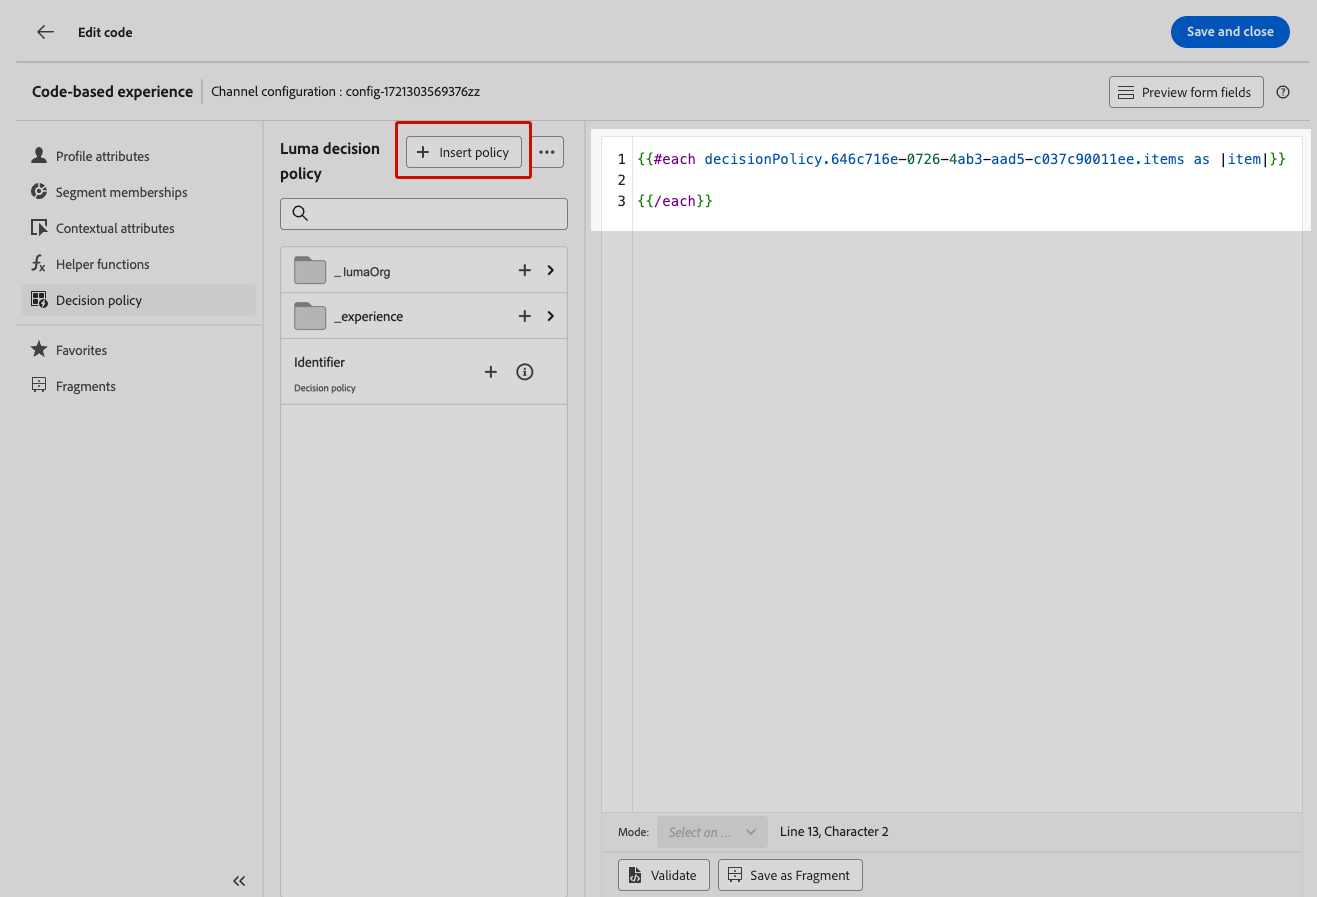 Edit code
Save and close
Code-based experience
Channel configuration : config-1721303569376zz
Preview form fields
Profile attributes
Segment memberships
Contextual attributes
Helper functions
Decision policy
Favorites
Fragments
Luma decision
policy
Insert policy
_lumaOrg
_experience
Identifier
Decision policy
1 {{#each decisionPolicy.646c716e-0726-4ab3-aad5-c037c90011ee.items as |item|}}
2
3 {{/each}}
Mode:
Select an ...
Line 13, Character 2
Validate
Save as Fragment